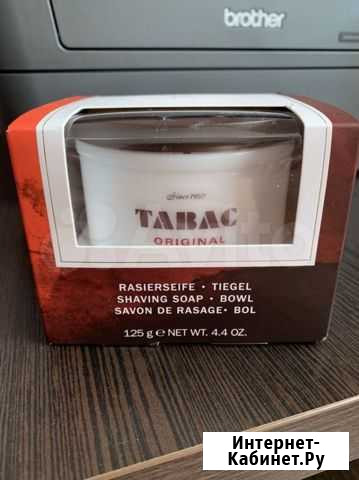 brother
Since 1959
TABAC
ORIGINAL
RASIERSEIFE · TIEGEL
SHAVING SOAP · BOWL
SAVON DE RASAGE · BOL
125 g e NET WT. 4.4 OZ.
Интернет-
Кабинет.Ру